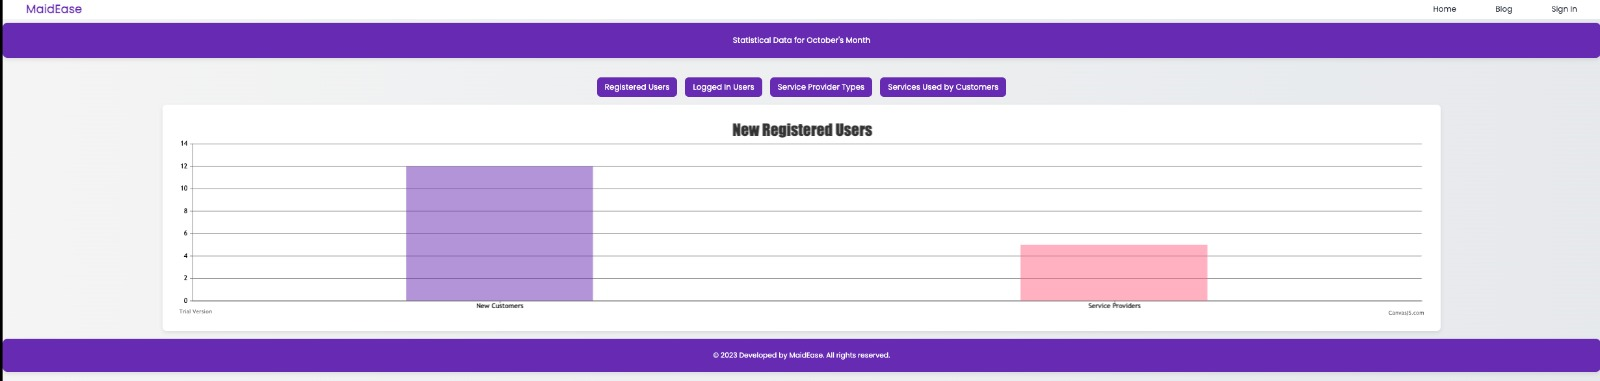 MaidEase Home Blog Sign In
Statistical Data for October's Month
Registered Users Logged In Users Service Provider Types Services Used by Customers
New Registered Users
14
12
10
8
6
4
2
0
New Customers Service Providers
Trial Version CanvasJS.com
© 2023 Developed by MaidEase. All rights reserved.